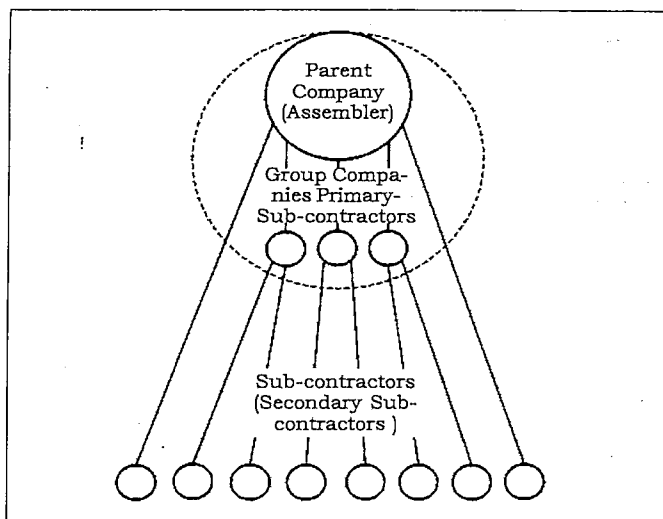 Parent
Company
(Assembler)
Group Compa-
nies Primary-
Sub-contractors
Sub-contractors
(Secondary Sub-
contractors )